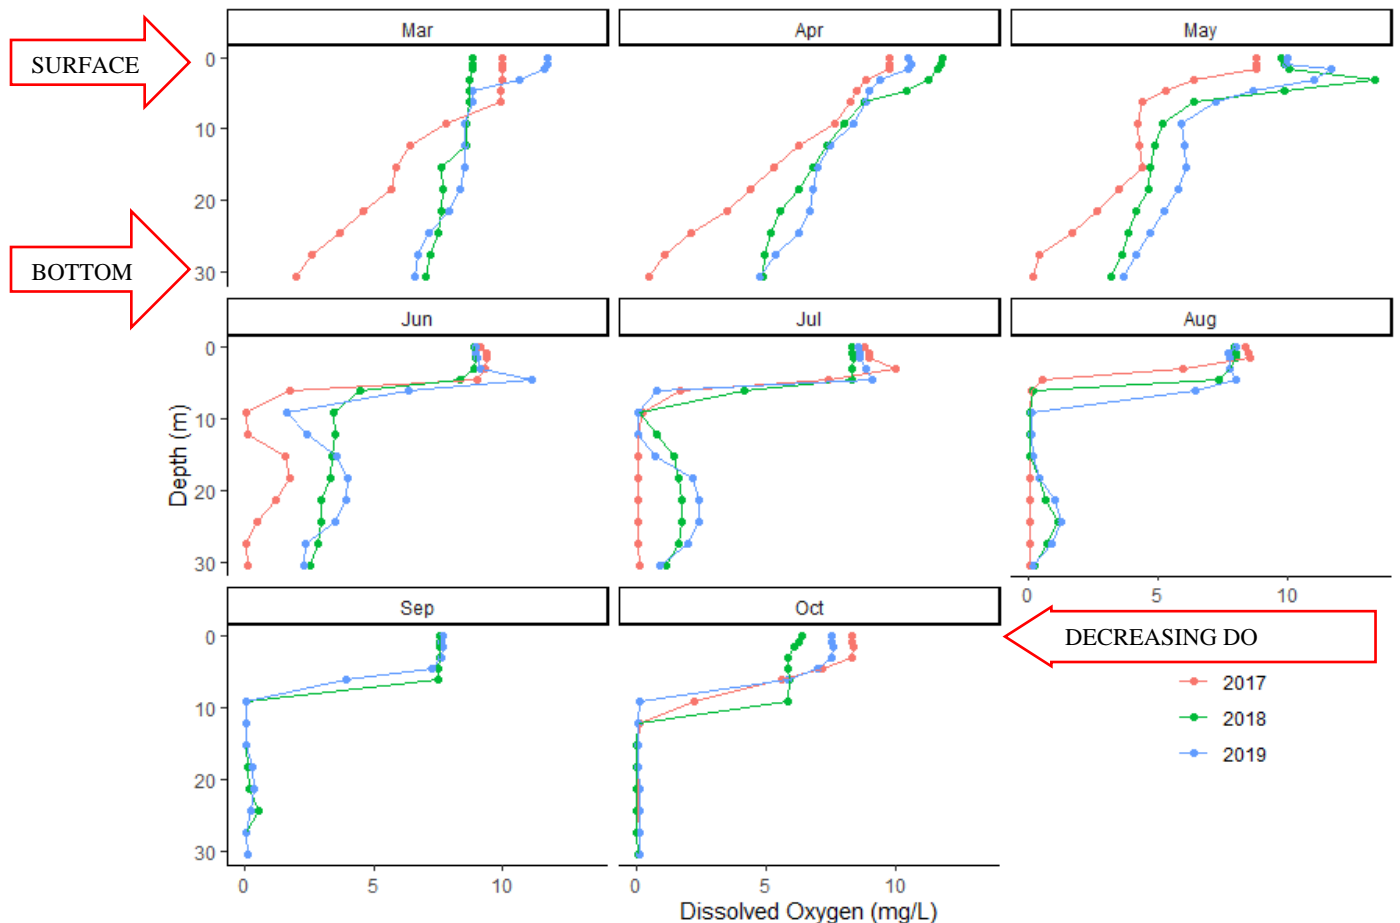 Mar
Apr
May
SURFACE
BOTTOM
0
10
20
30
Jun
Jul
Aug
0
10
20
30
Depth (m)
0
5
10
Sep
Oct
DECREASING DO
0
10
20
30
2017
2018
2019
0
5
10
0
5
10
Dissolved Oxygen (mg/L)